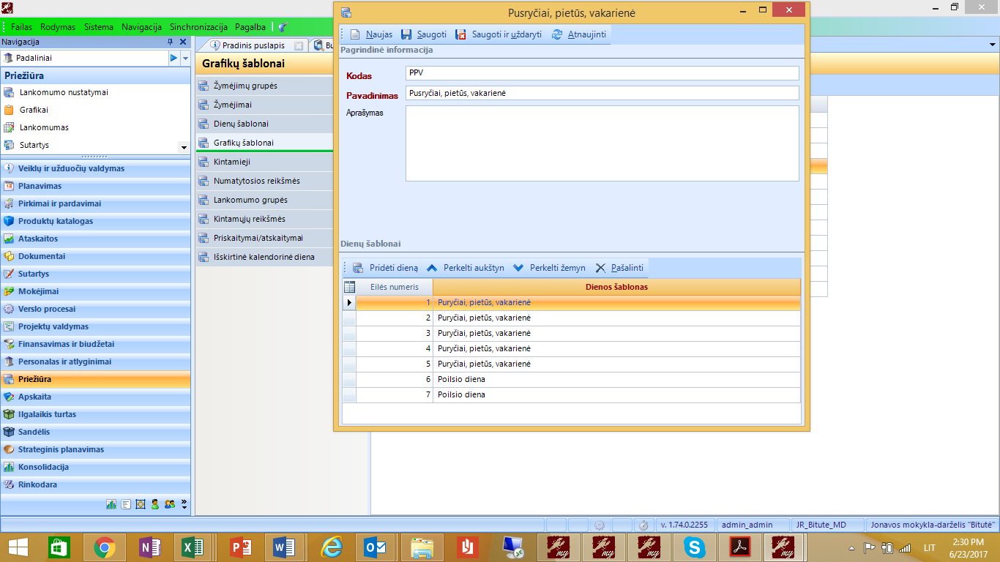 Pusryčiai, pietūs, vakarienė
Failas Rodymas Sistema Navigacija Sinchronizacija Pagalba
Navigacija
Padaliniai
Priežiūra
Lankomumo nustatymai
Grafikai
Lankomumas
Sutartys
Veiklų ir užduočių valdymas
Planavimas
Pirkimai ir pardavimai
Produktų katalogas
Ataskaitos
Dokumentai
Sutartys
Mokėjimai
Verslo procesai
Projektų valdymas
Finansavimas ir biudžetai
Personalas ir atlyginimai
Priežiūra
Apskaita
Ilgalaikis turtas
Sandėlis
Strateginis planavimas
Konsolidacija
Rinkodara
Pradinis puslapis
Bu
Grafikų šablonai
Žymėjimų grupės
Žymėjimai
Dienų šablonai
Grafikų šablonai
Kintamieji
Numatytosios reikšmės
Lankomumo grupės
Kintamųjų reikšmės
Priskaitymai/atskaitymai
Išskirtinė kalendorinė diena
Naujas Saugoti Saugoti ir uždaryti Atnaujinti
Pagrindinė informacija
Kodas PPV
Pavadinimas Pusryčiai, pietūs, vakarienė
Aprašymas
Dienų šablonai
Pridėti dieną Perkelti aukštyn Perkelti žemyn Pašalinti
Eilės numeris Dienos šablonas
1 Puryčiai, pietūs, vakarienė
2 Puryčiai, pietūs, vakarienė
3 Puryčiai, pietūs, vakarienė
4 Puryčiai, pietūs, vakarienė
5 Puryčiai, pietūs, vakarienė
6 Poilsio diena
7 Poilsio diena
v. 1.74.0.2255 admin_admin JR_Bitute_MD Jonavos mokykla-darželis "Bitutė"
LIT
2:30 PM
6/23/2017